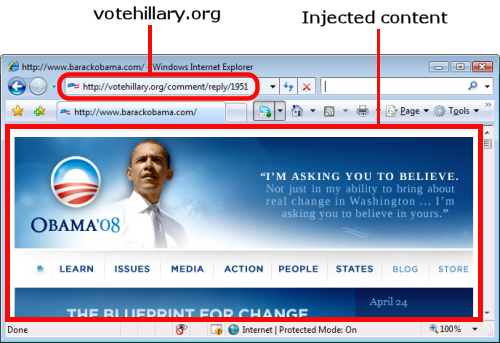 votehillary.org
Injected content
http://www.barackobama.com/ - Windows Internet Explorer
http://votehillary.org/comment/reply/1951
http://www.barackobama.com/
Page
Tools
"I'M ASKING YOU TO BELIEVE.
Not just in my ability to bring about
real change in Washington ... I'm
asking you to believe in yours."
OBAMA'08
LEARN ISSUES MEDIA ACTION PEOPLE STATES BLOG STORE
THE BLUEPRINT FOR CHANGE
April 24
Done
Internet | Protected Mode: On
100%